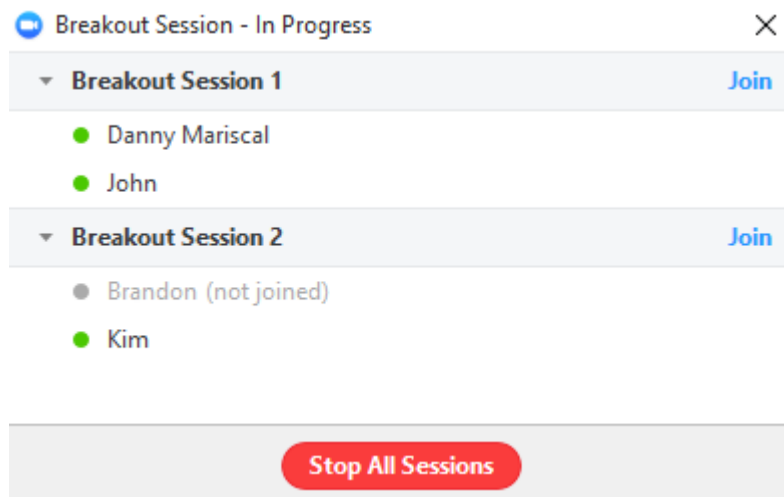 Breakout Session - In Progress
Breakout Session 1 Join
Danny Mariscal
John
Breakout Session 2 Join
Brandon (not joined)
Kim
Stop All Sessions